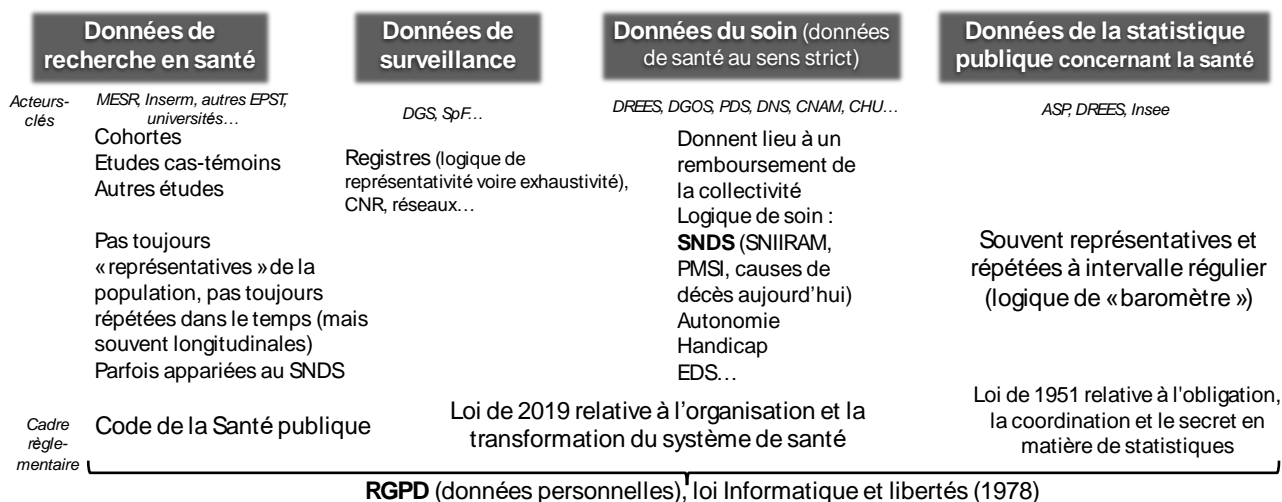 Données de
recherche en santé
Données de
surveillance
Données du soin (données
de santé au sens strict)
Données de la statistique
publique concernant la santé
Acteurs-
clés
MESR, Inserm, autres EPST,
universités…
DGS, SpF…
DREES, DGOS, PDS, DNS, CNAM, CHU…
ASP, DREES, Insee
Cohortes
Etudes cas-témoins
Autres études
Pas toujours
« représentatives » de la
population, pas toujours
répétées dans le temps (mais
souvent longitudinales)
Parfois appariées au SNDS
Registres (logique de
représentativité voire exhaustivité),
CNR, réseaux…
Donnent lieu à un
remboursement de
la collectivité
Logique de soin :
SNDS (SNIIRAM,
PMSI, causes de
décès aujourd’hui)
Autonomie
Handicap
EDS…
Souvent représentatives et
répétées à intervalle régulier
(logique de « baromètre »)
Cadre
règle-
mentaire
Code de la Santé publique
Loi de 2019 relative à l’organisation et la
transformation du système de santé
Loi de 1951 relative à l'obligation,
la coordination et le secret en
matière de statistiques
RGPD (données personnelles), loi Informatique et libertés (1978)